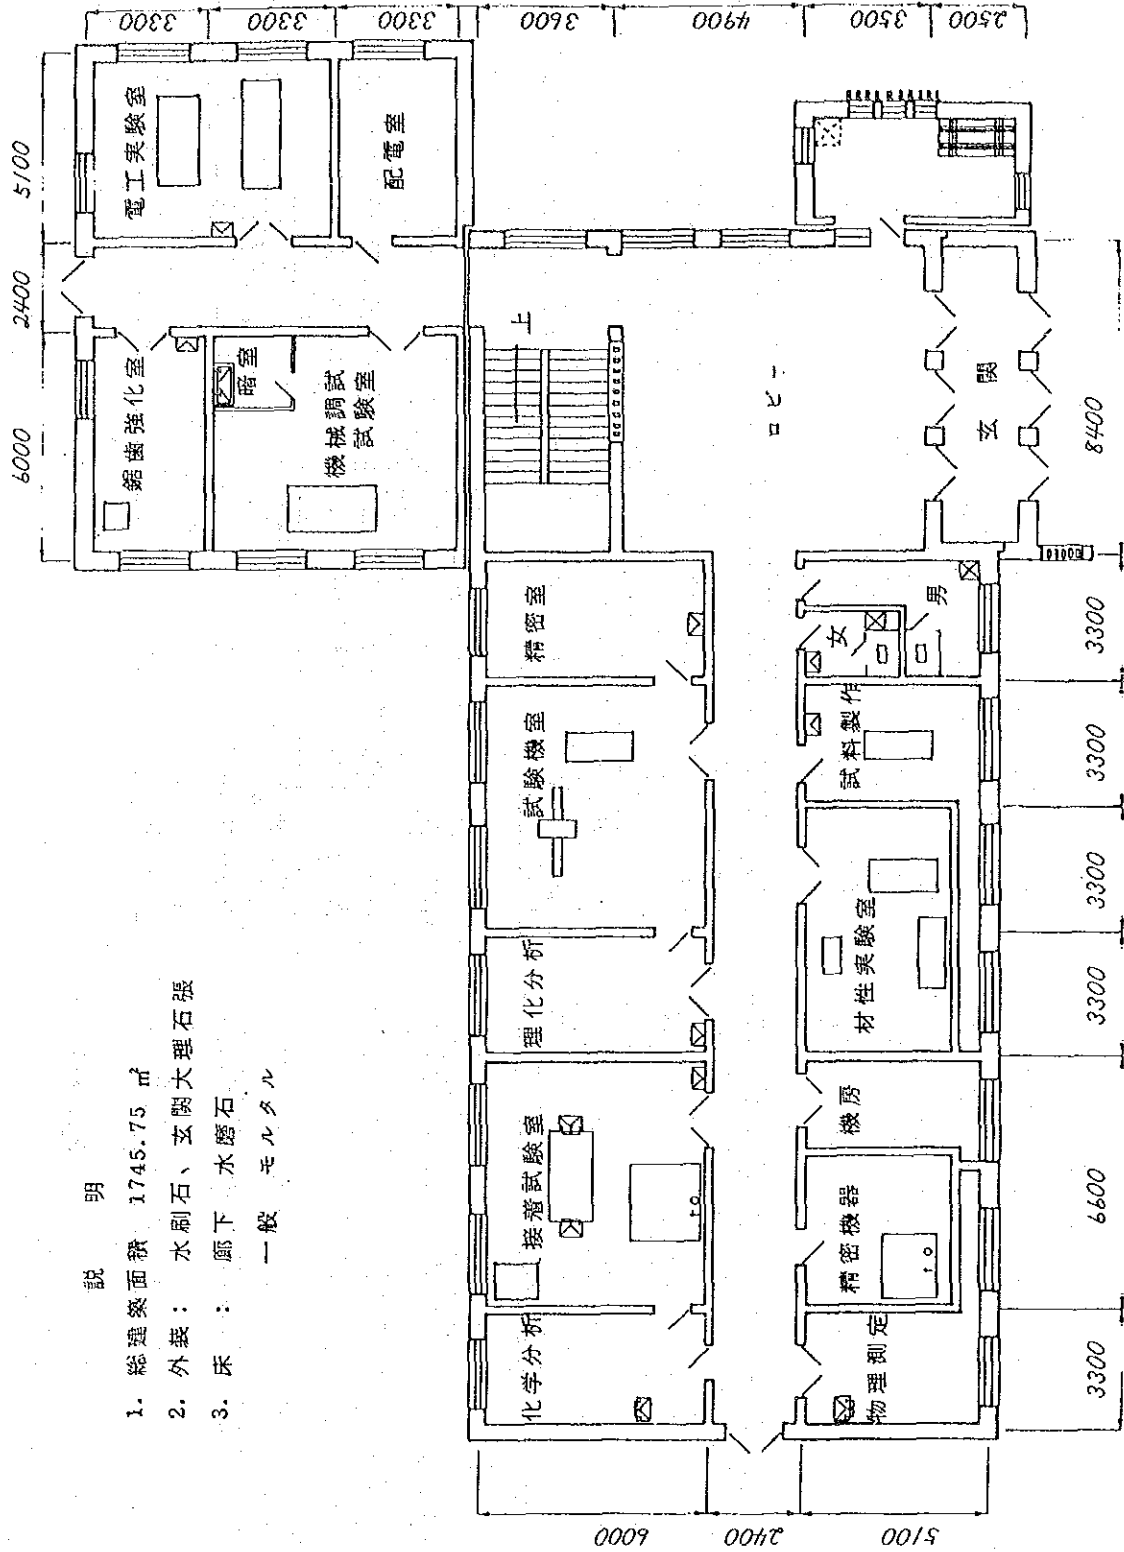 説 明
1. 総建築面積 1745.75 ㎡
2. 外装： 水刷石、玄関大理石張
3. 床 ： 廊下 水磨石
一般 モルタル
3300
3300
3300
3600
4900
3500
2500
5100
2400
6000
電工実験室
配電室
鋸歯強化室
暗室
機械調試
試験室
上
ロビー
玄関
8400
精密室
試験機室
理化分析
接着試験室
化学分析
女
男
試料製作
材性実験室
機房
精密機器
物理測定
3300
3300
3300
3300
6600
3300
6000
2400
5100